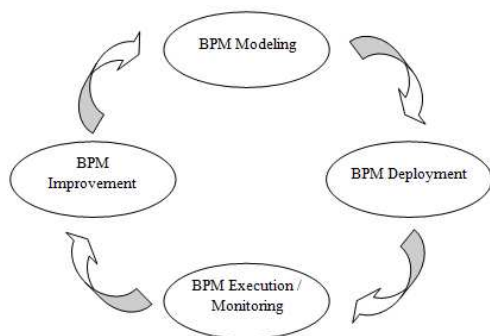 BPM Modeling
BPM
Improvement
BPM Deployment
BPM Execution /
Monitoring